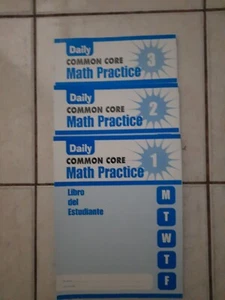 Daily
COMMON CORE
Math Practice
3
Daily
COMMON CORE
Math Practice
2
Daily
COMMON CORE
Math Practice
1
Libro
del
Estudiante
M
T
W
T
F